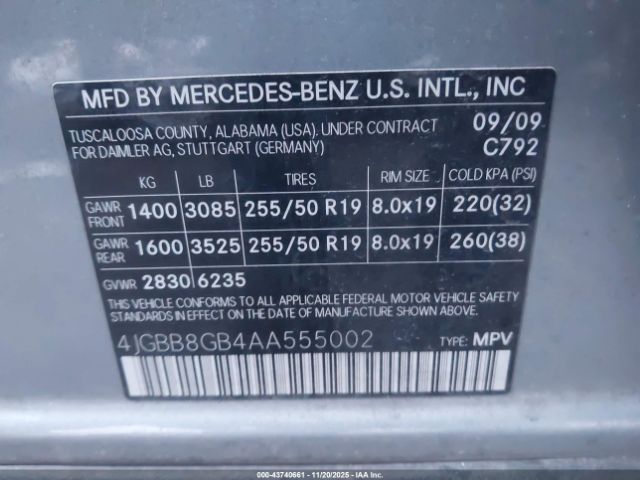 MFD BY MERCEDES-BENZ U.S. INTL., INC
TUSCALOOSA COUNTY, ALABAMA (USA). UNDER CONTRACT 09/09
FOR DAIMLER AG, STUTTGART (GERMANY) C792
KG LB TIRES RIM SIZE COLD KPA (PSI)
GAWR FRONT 1400 3085 255/50 R19 8.0x19 220(32)
GAWR REAR 1600 3525 255/50 R19 8.0x19 260(38)
GVWR 2830 6235
THIS VEHICLE CONFORMS TO ALL APPLICABLE FEDERAL MOTOR VEHICLE SAFETY
STANDARDS IN EFFECT ON THE DATE OF MANUFACTURE SHOWN ABOVE.
4JGBB8GB4AA555002 TYPE: MPV
000-43740661 - 11/20/2025 - IAAI.com